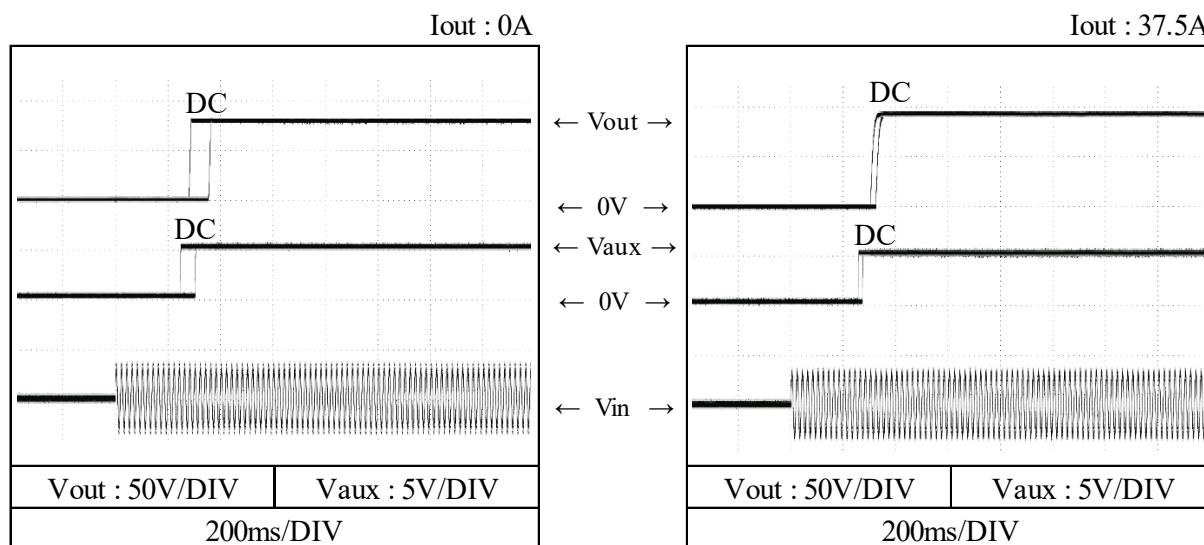 Iout : 0A
Iout : 37.5A
DC
DC
← Vout →
← 0V →
DC
DC
← Vaux →
← 0V →
← Vin →
Vout : 50V/DIV Vaux : 5V/DIV
200ms/DIV
Vout : 50V/DIV Vaux : 5V/DIV
200ms/DIV